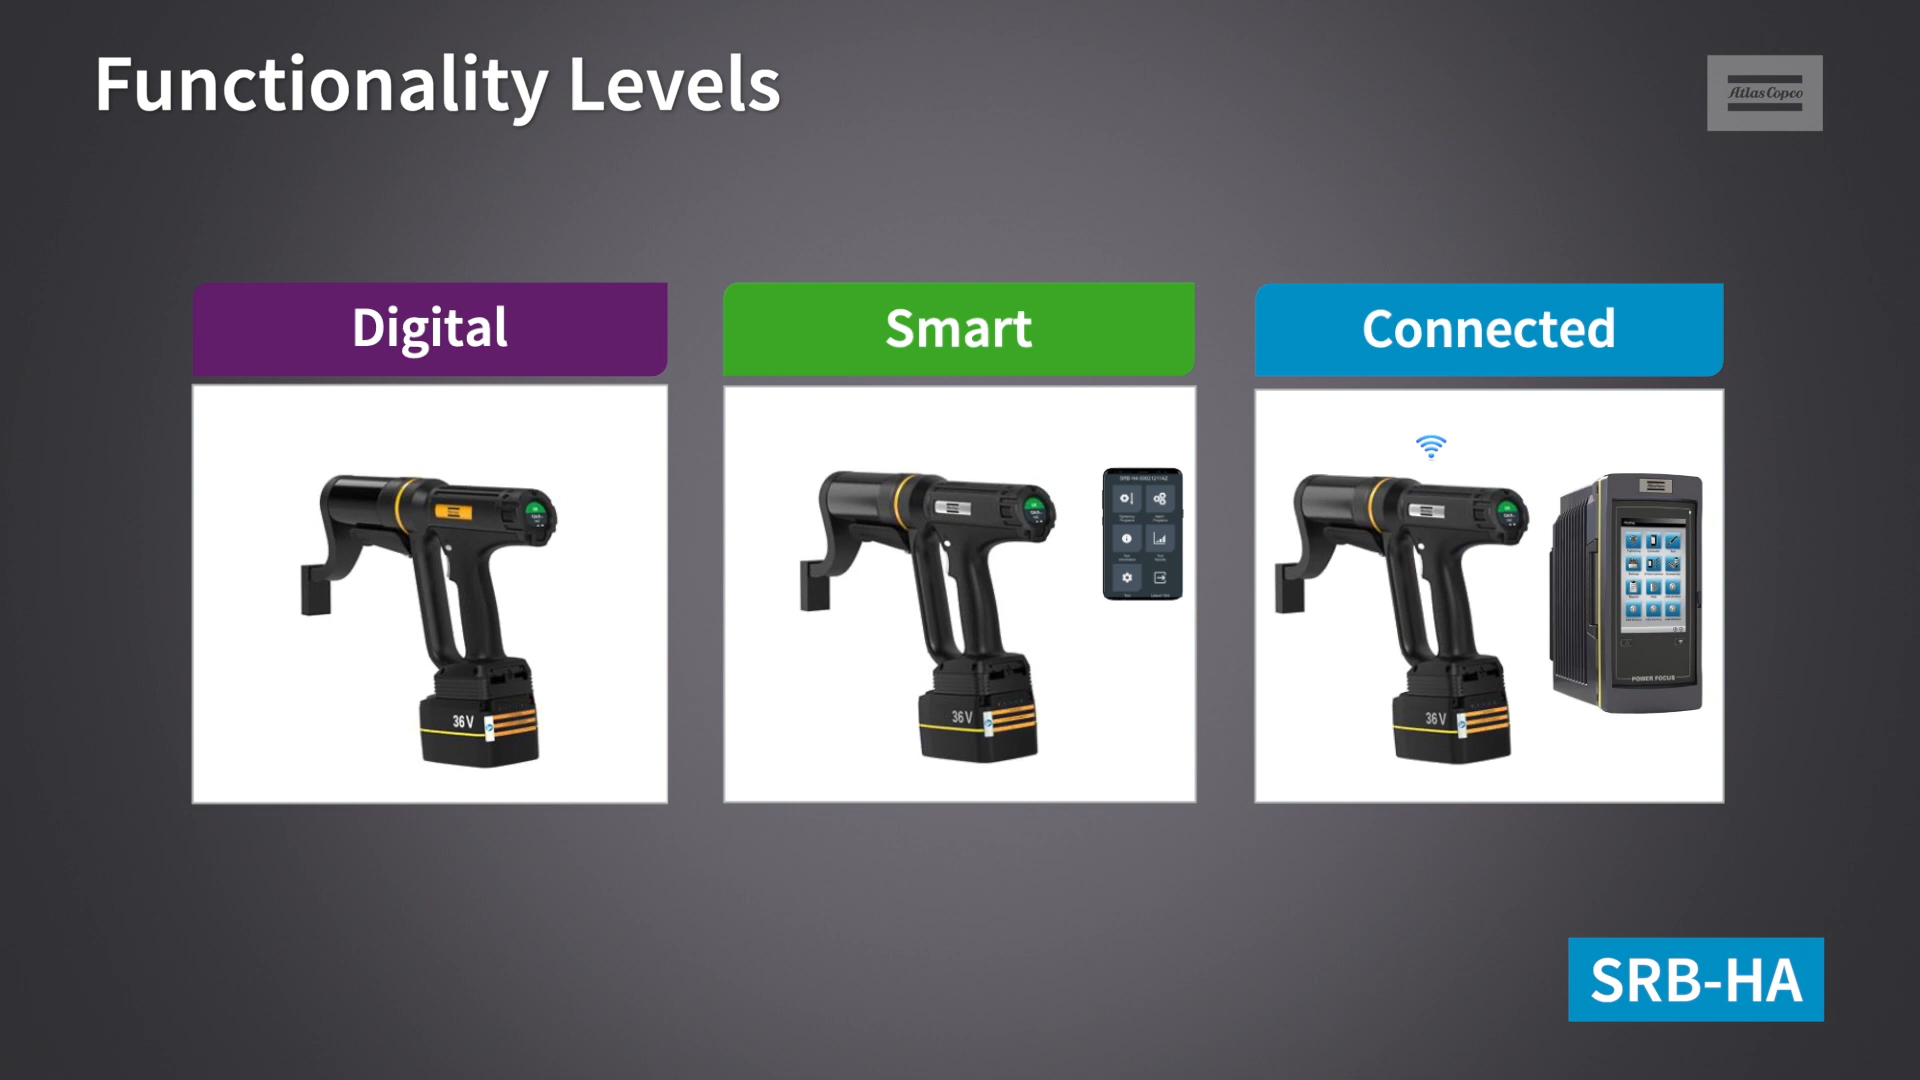 Functionality Levels
Atlas Copco
Digital
Smart
Connected
36V
36V
36V
POWER FOCUS
SRB-HA